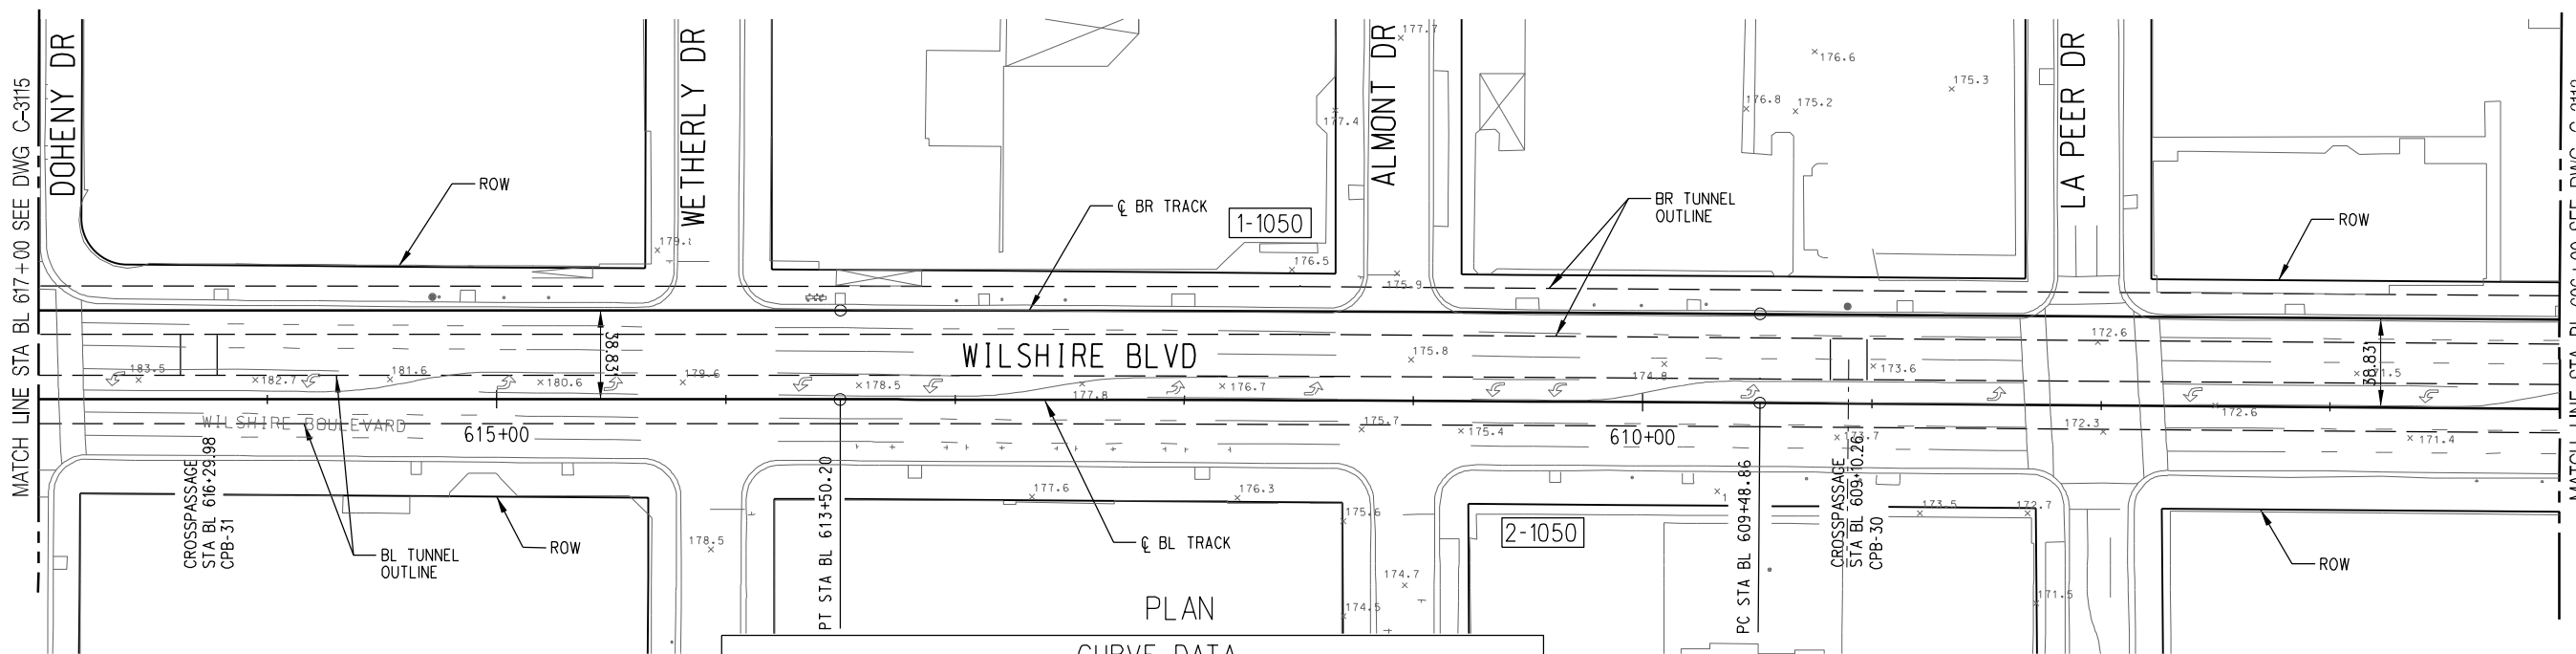 MATCH LINE STA BL 617+00 SEE DWG C-3115
DOHENY DR
WETHERLY DR
ALMONT DR
LA PEER DR
177.7
176.6
175.3
176.8
175.2
177.4
ROW
℄ BR TRACK
1-1050
BR TUNNEL
OUTLINE
ROW
176.5
175.9
38.83'
WILSHIRE BLVD
175.8
172.6
183.5
182.7
181.6
180.6
179.6
178.5
177.8
176.7
174.8
173.6
38.83'
172.6
WILSHIRE BOULEVARD
615+00
175.7
175.4
610+00
173.7
172.3
171.4
CROSSPASSAGE
STA BL 616+29.98
CPB-31
BL TUNNEL
OUTLINE
ROW
178.5
PT STA BL 613+50.20
177.6
176.3
℄ BL TRACK
175.6
2-1050
PC STA BL 609+48.86
CROSSPASSAGE
STA BL 609+10.26
CPB-30
173.5
172.7
ROW
174.7
174.5
171.5
PLAN
CURVE DATA